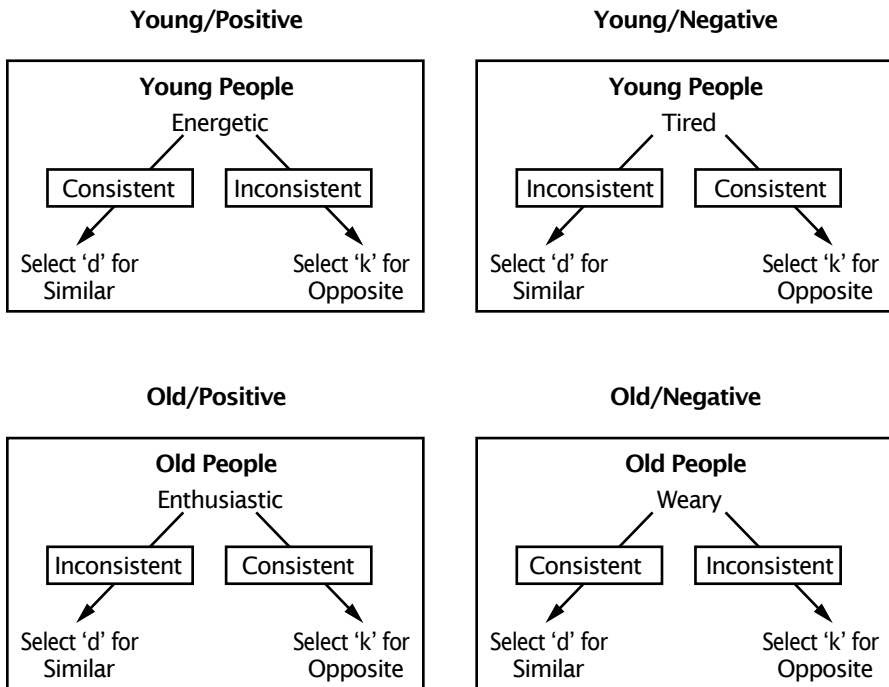 Young/Positive
Young People
Energetic
Consistent
Inconsistent
Select ‘d’ for
Similar
Select ‘k’ for
Opposite
Young/Negative
Young People
Tired
Inconsistent
Consistent
Select ‘d’ for
Similar
Select ‘k’ for
Opposite
Old/Positive
Old People
Enthusiastic
Inconsistent
Consistent
Select ‘d’ for
Similar
Select ‘k’ for
Opposite
Old/Negative
Old People
Weary
Consistent
Inconsistent
Select ‘d’ for
Similar
Select ‘k’ for
Opposite